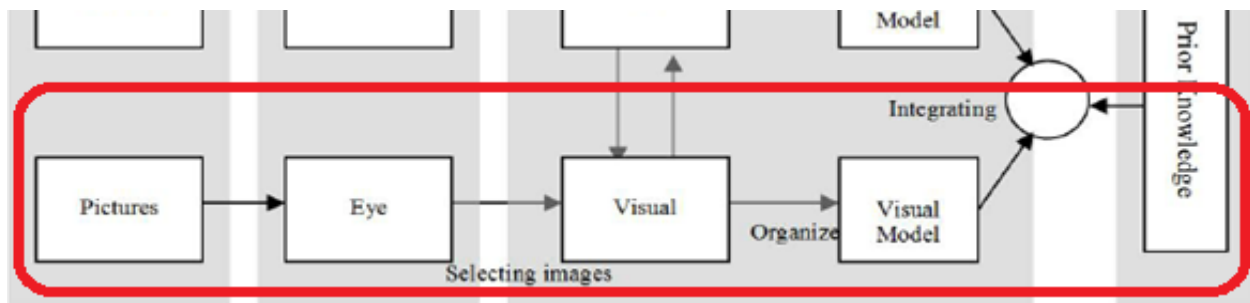 Model
Prior Knowledge
Integrating
Pictures
Eye
Visual
Visual
Model
Organize
Selecting images